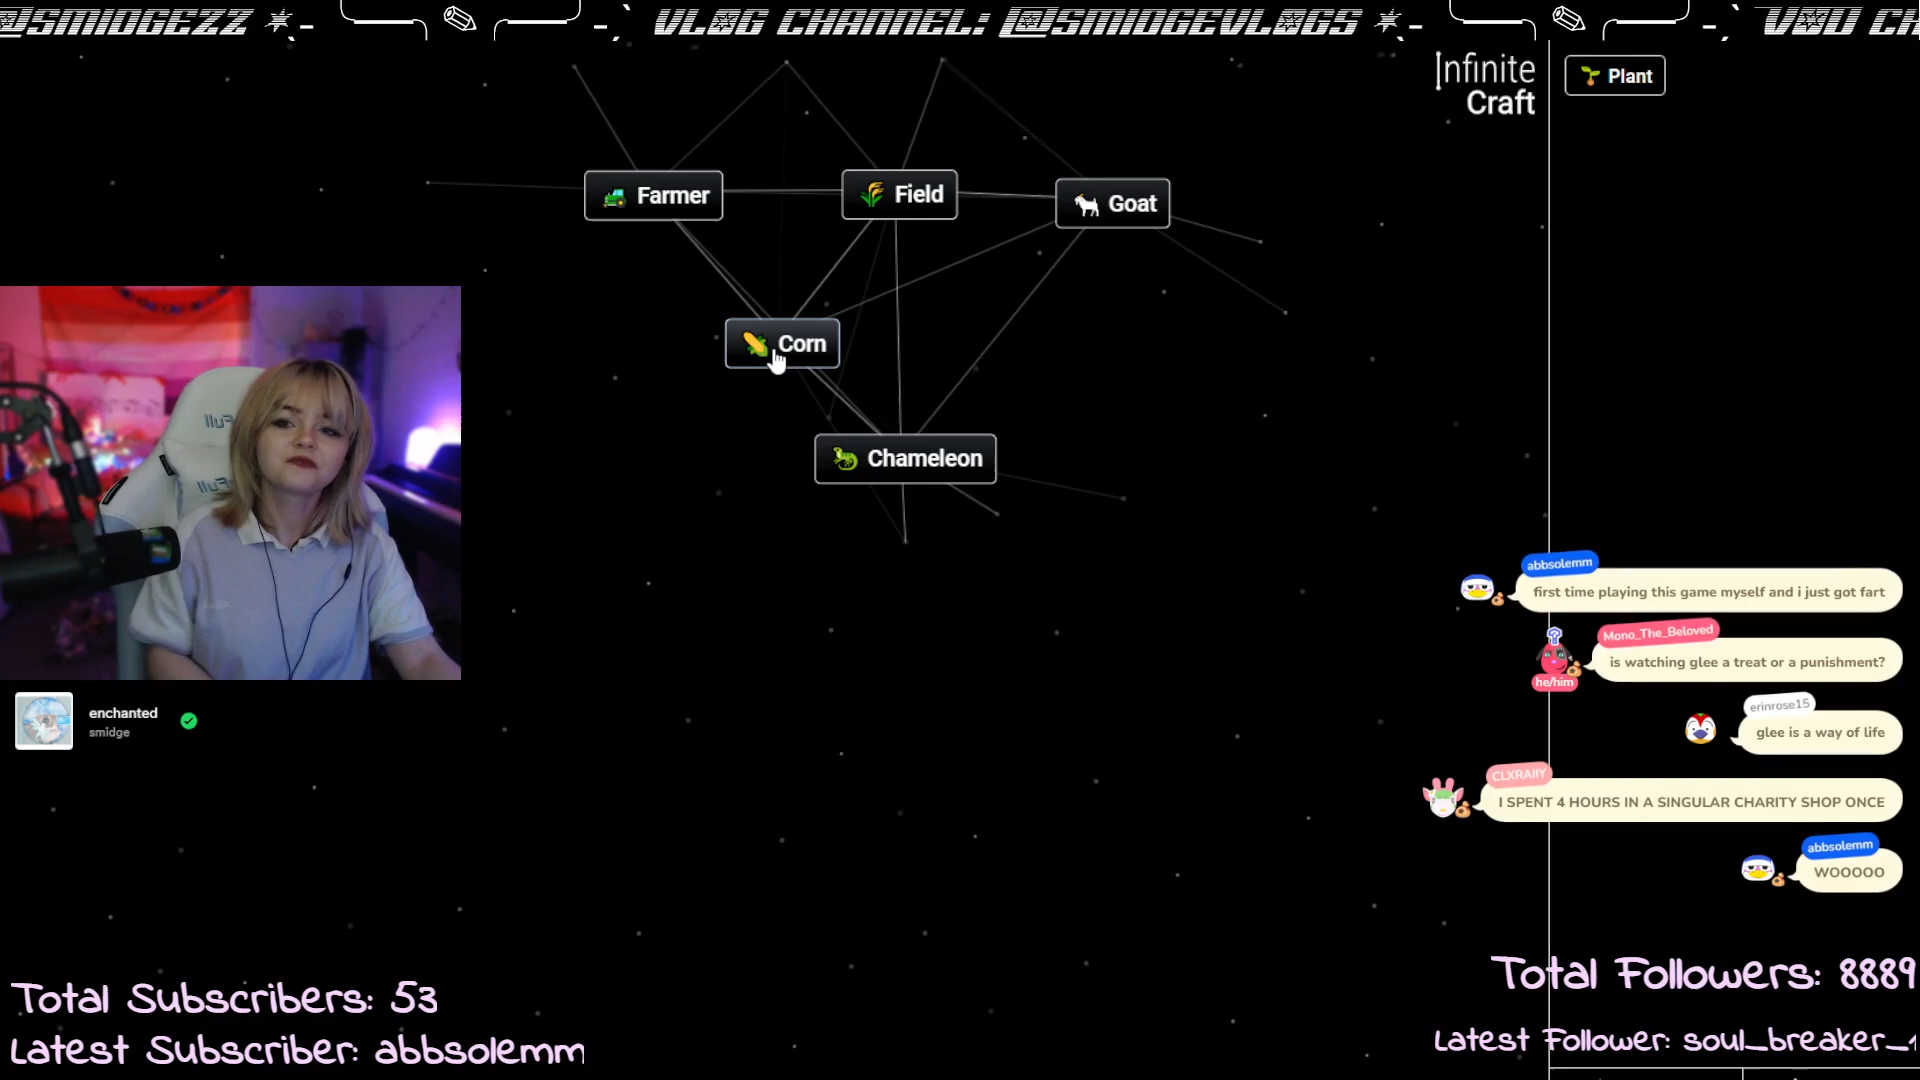 @SMIDGEZZ
VLOG CHANNEL: @SMIDGEVLOGS
VOD CH
Infinite
Craft
Plant
Farmer
Field
Goat
Corn
Chameleon
abbsolemm
first time playing this game myself and i just got fart
Mono_The_Beloved
is watching glee a treat or a punishment?
he/him
erinrose15
glee is a way of life
enchanted
smidge
CLXRAIIY
I SPENT 4 HOURS IN A SINGULAR CHARITY SHOP ONCE
abbsolemm
WOOOOO
Total Subscribers: 53
Latest Subscriber: abbsolemm
Total Followers: 8889
Latest Follower: soul_breaker_